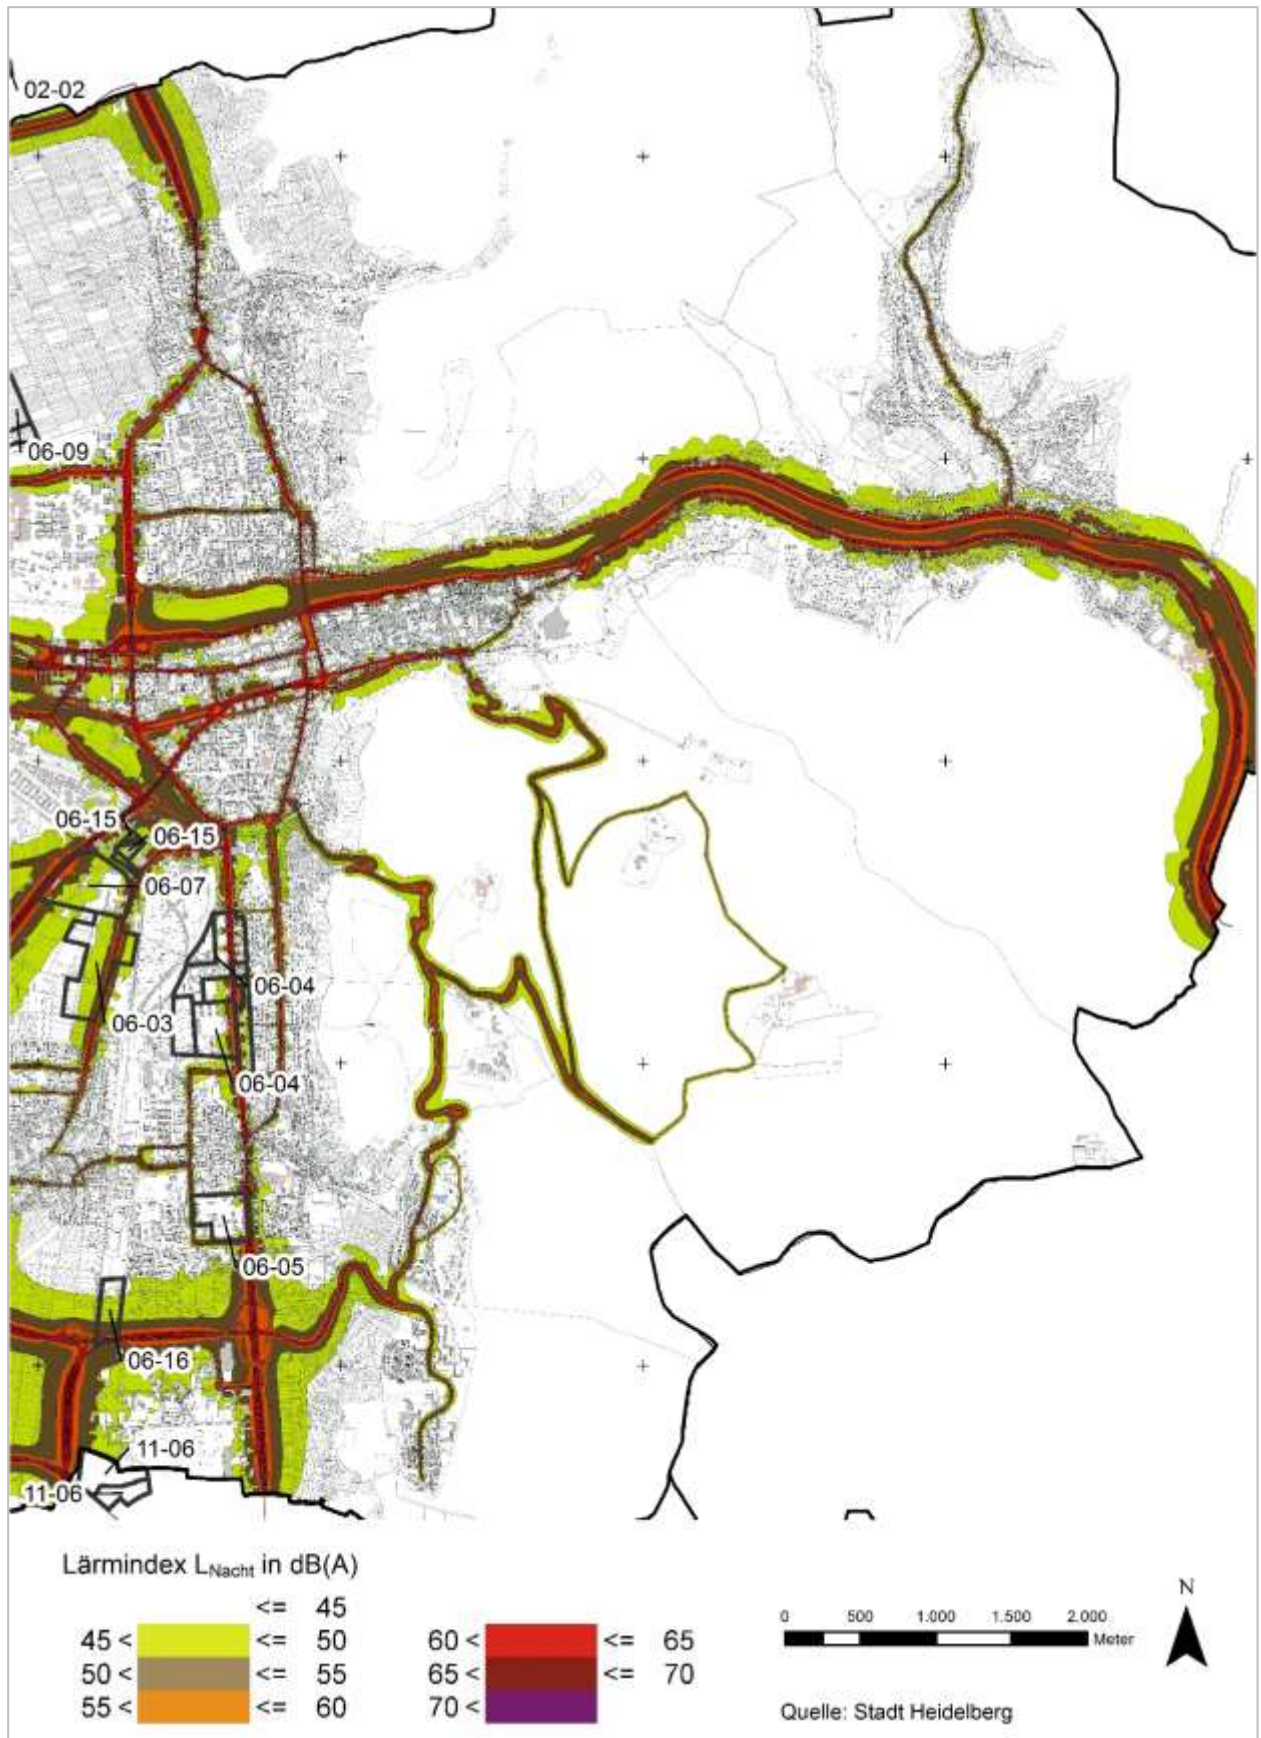 02-02
06-09
06-15
06-15
06-07
06-04
06-03
06-04
06-05
06-16
11-06
11-06
Lärmindex LNacht in dB(A)
<= 45
45 < <= 50
50 < <= 55
55 < <= 60
60 < <= 65
65 < <= 70
70 <
0 500 1.000 1.500 2.000
Meter
N
Quelle: Stadt Heidelberg